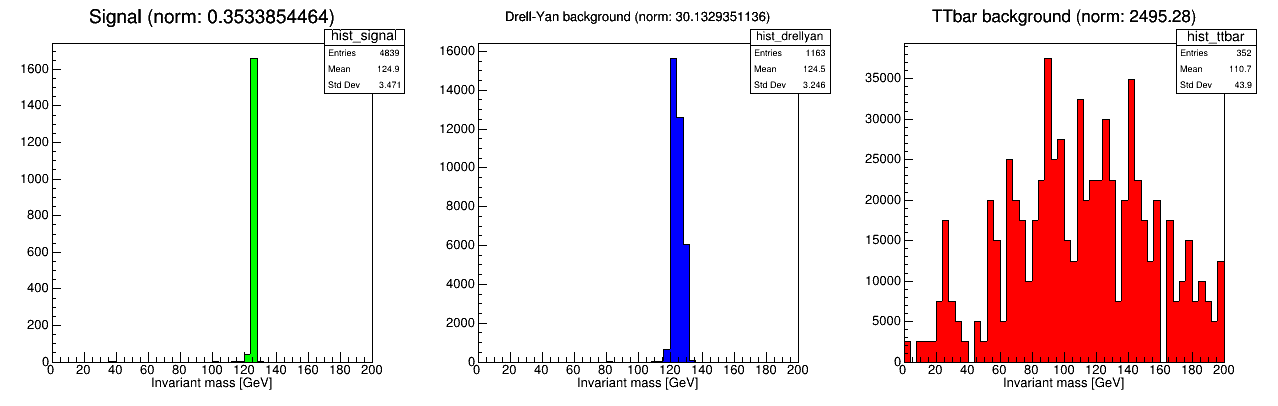 Signal (norm: 0.3533854464)
hist_signal
Entries 4839
Mean 124.9
Std Dev 3.471
1600
1400
1200
1000
800
600
400
200
0
0 20 40 60 80 100 120 140 160 180 200
Invariant mass [GeV]
Drell-Yan background (norm: 30.1329351136)
hist_drellyan
Entries 1163
Mean 124.5
Std Dev 3.246
16000
14000
12000
10000
8000
6000
4000
2000
0
0 20 40 60 80 100 120 140 160 180 200
Invariant mass [GeV]
TTbar background (norm: 2495.28)
hist_ttbar
Entries 352
Mean 110.7
Std Dev 43.9
35000
30000
25000
20000
15000
10000
5000
0
0 20 40 60 80 100 120 140 160 180 200
Invariant mass [GeV]